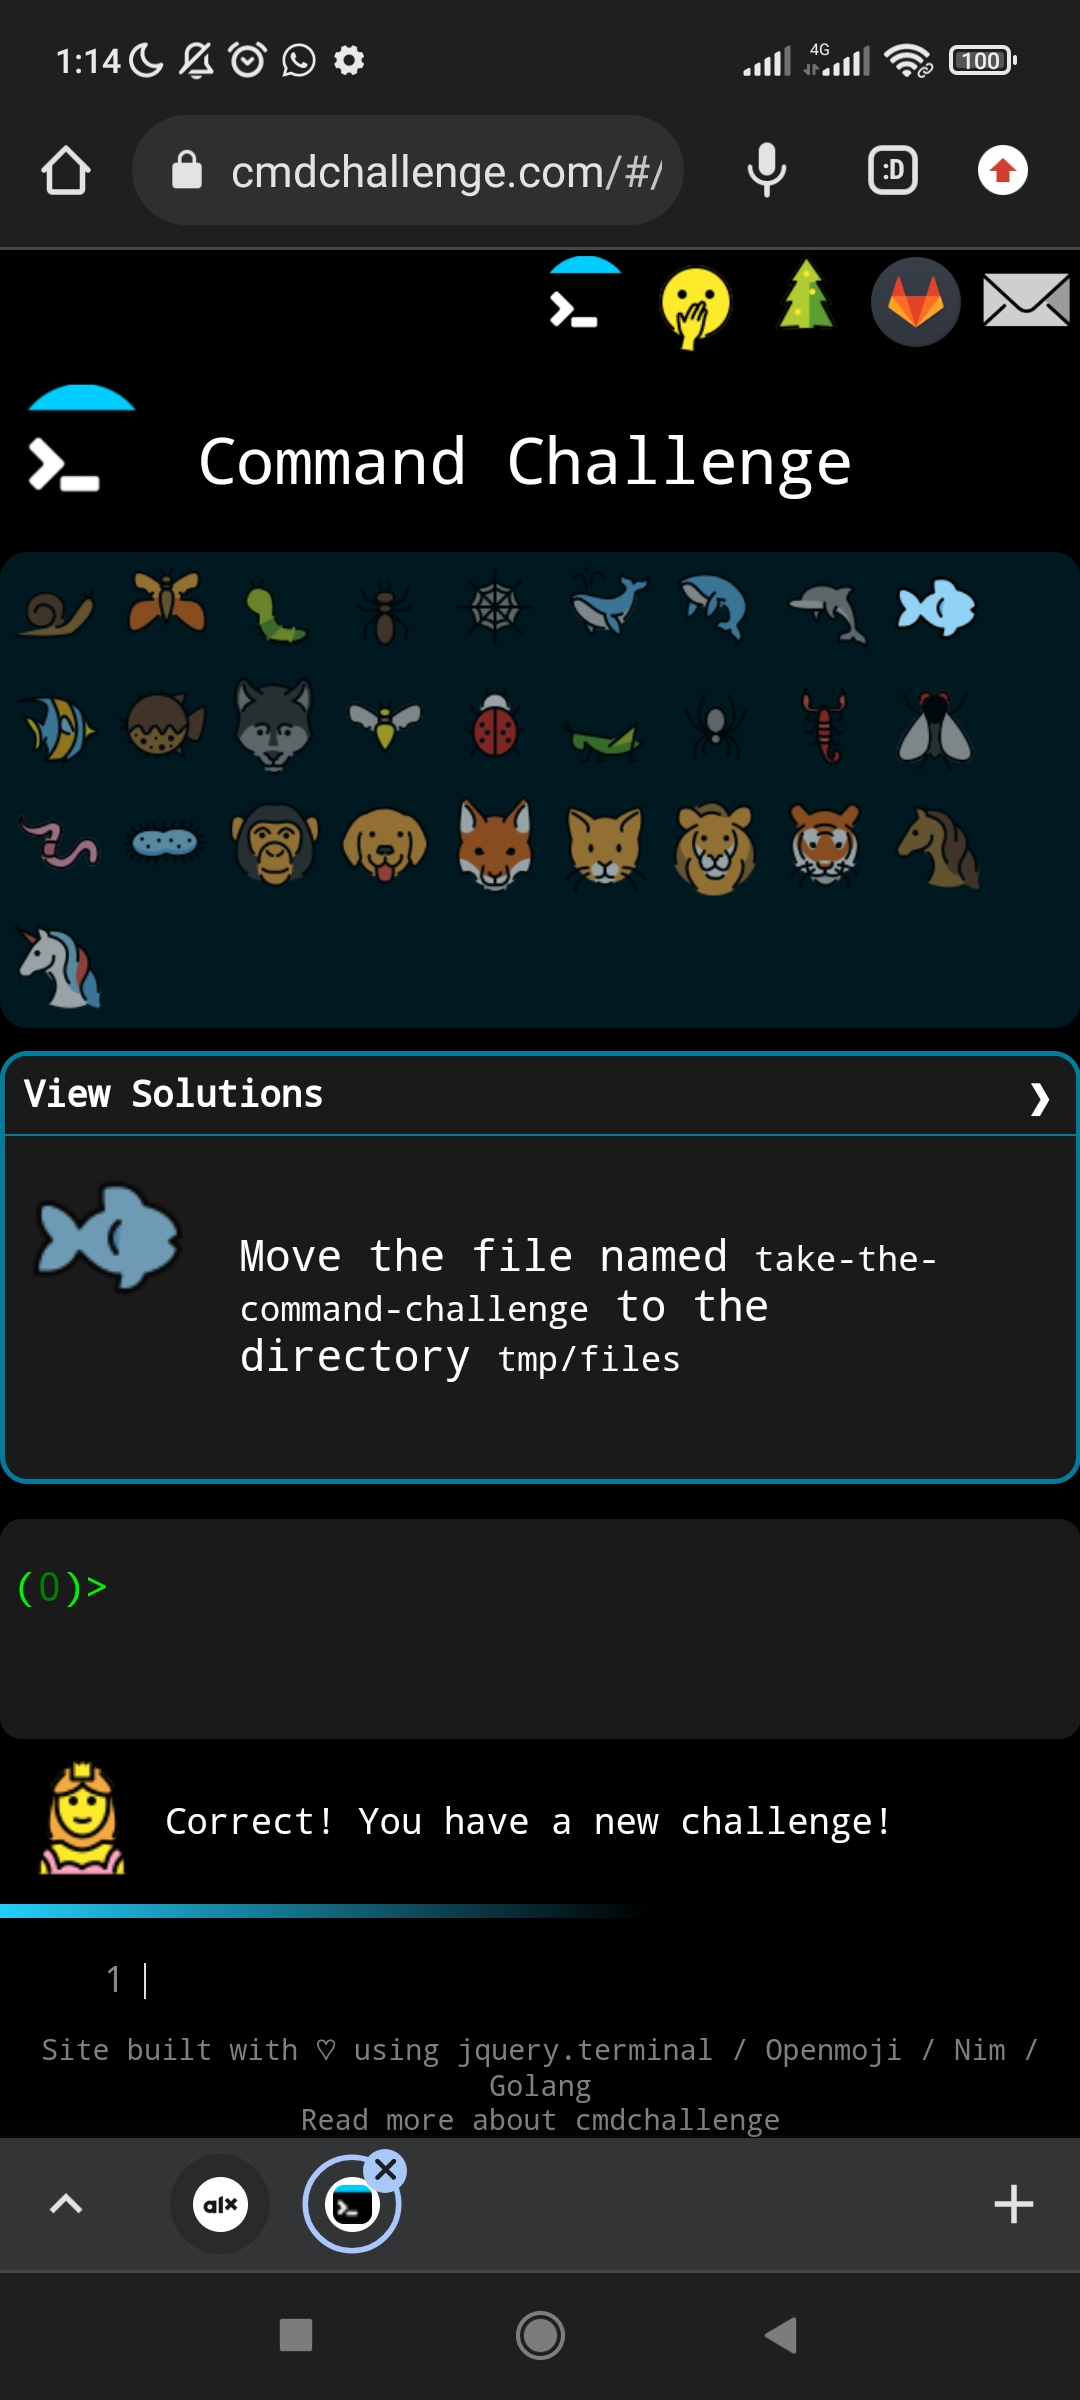 1:14
4G
100
cmdchallenge.com/#/
:D
Command Challenge
View Solutions
Move the file named take-the-
command-challenge to the
directory tmp/files
(0)>
Correct! You have a new challenge!
1
Site built with ♡ using jquery.terminal / Openmoji / Nim /
Golang
Read more about cmdchallenge
alx